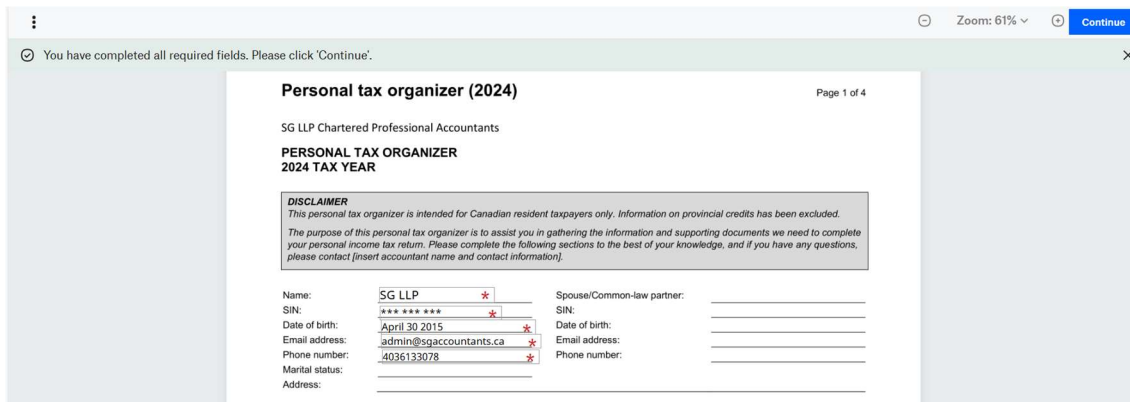 Zoom: 61%
Continue
You have completed all required fields. Please click 'Continue'.
Personal tax organizer (2024)
Page 1 of 4
SG LLP Chartered Professional Accountants
PERSONAL TAX ORGANIZER
2024 TAX YEAR
DISCLAIMER
This personal tax organizer is intended for Canadian resident taxpayers only. Information on provincial credits has been excluded.
The purpose of this personal tax organizer is to assist you in gathering the information and supporting documents we need to complete
your personal income tax return. Please complete the following sections to the best of your knowledge, and if you have any questions,
please contact [insert accountant name and contact information].
Name: SG LLP * Spouse/Common-law partner:
SIN: *** *** *** * SIN:
Date of birth: April 30 2015 * Date of birth:
Email address: admin@sgaccountants.ca * Email address:
Phone number: 4036133078 * Phone number:
Marital status:
Address: